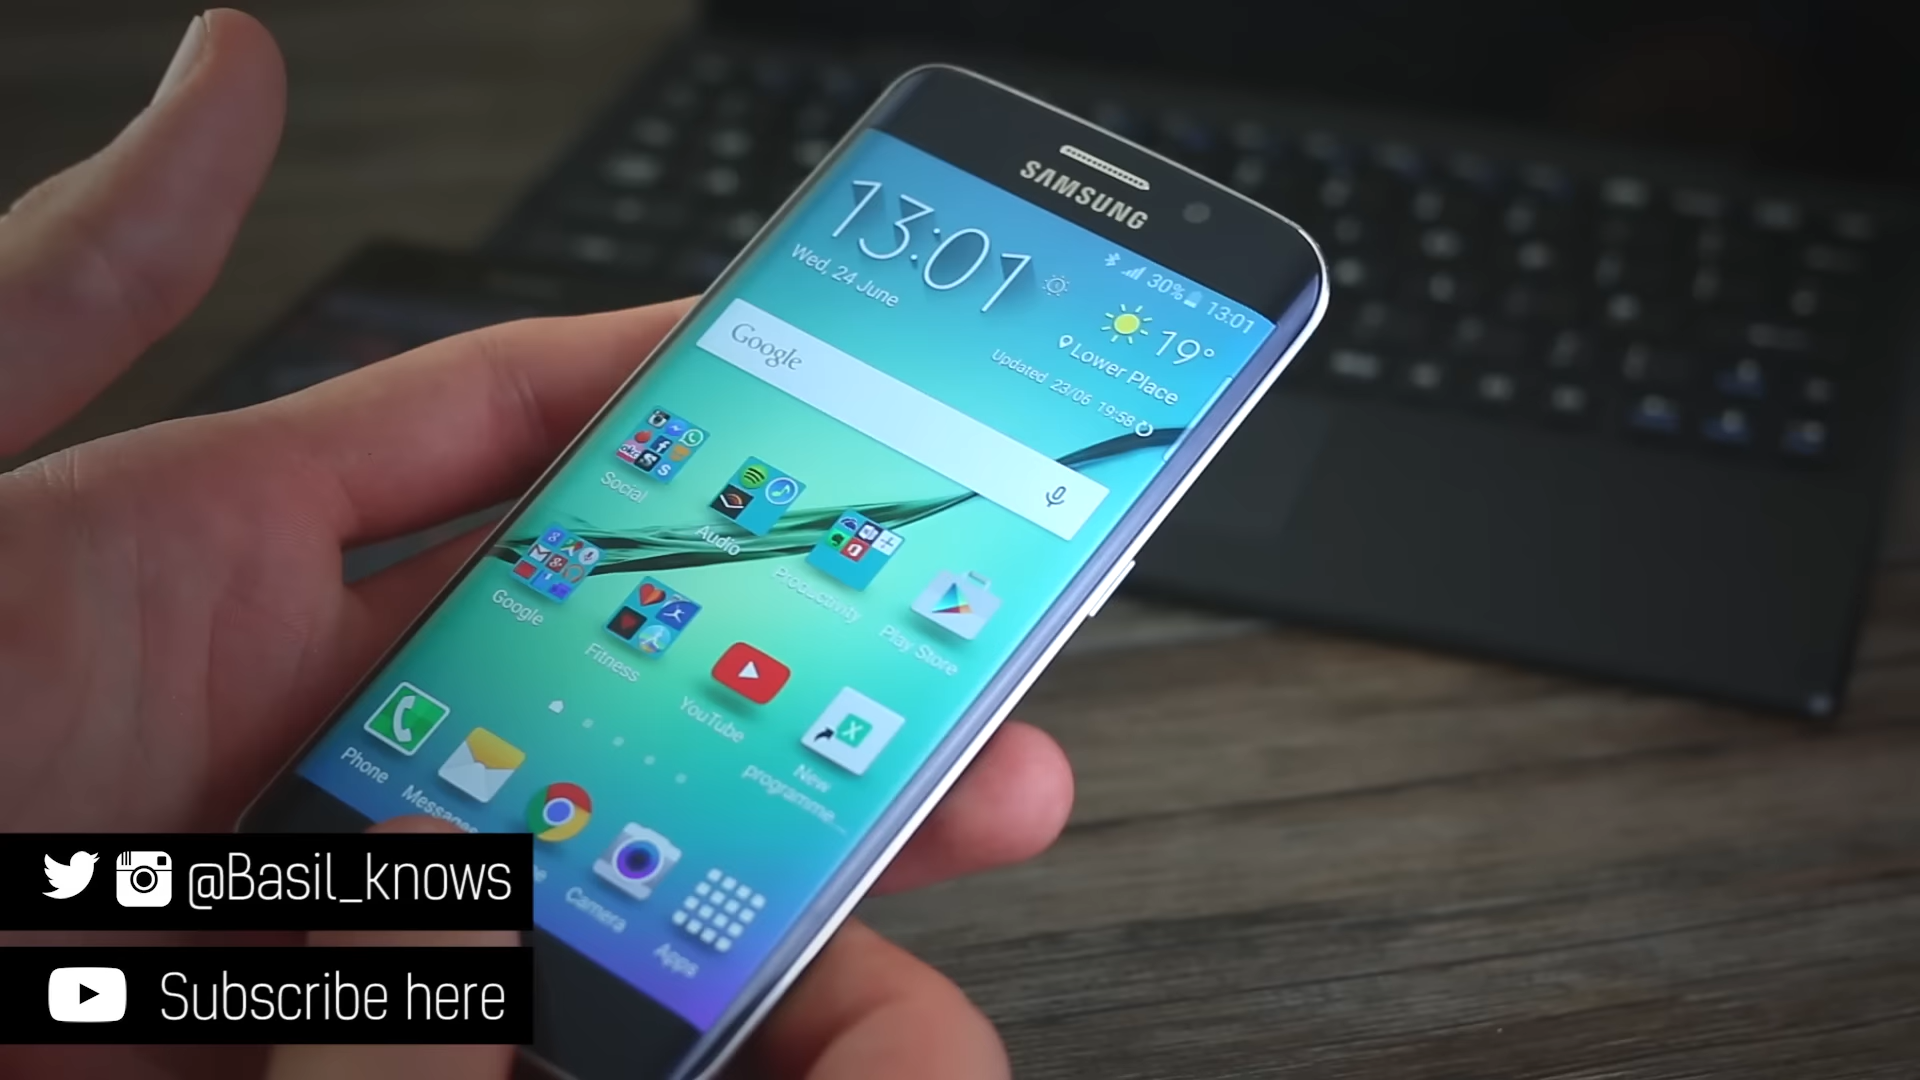 SAMSUNG
30% 13:01
13:01
Wed, 24 June
19°
Lower Place
Updated 23/06 19:58
Google
Social
Audio
Productivity
Play Store
Google
Fitness
YouTube
New
programme...
Phone
Messages
Camera
Apps
@Basil_knows
Subscribe here